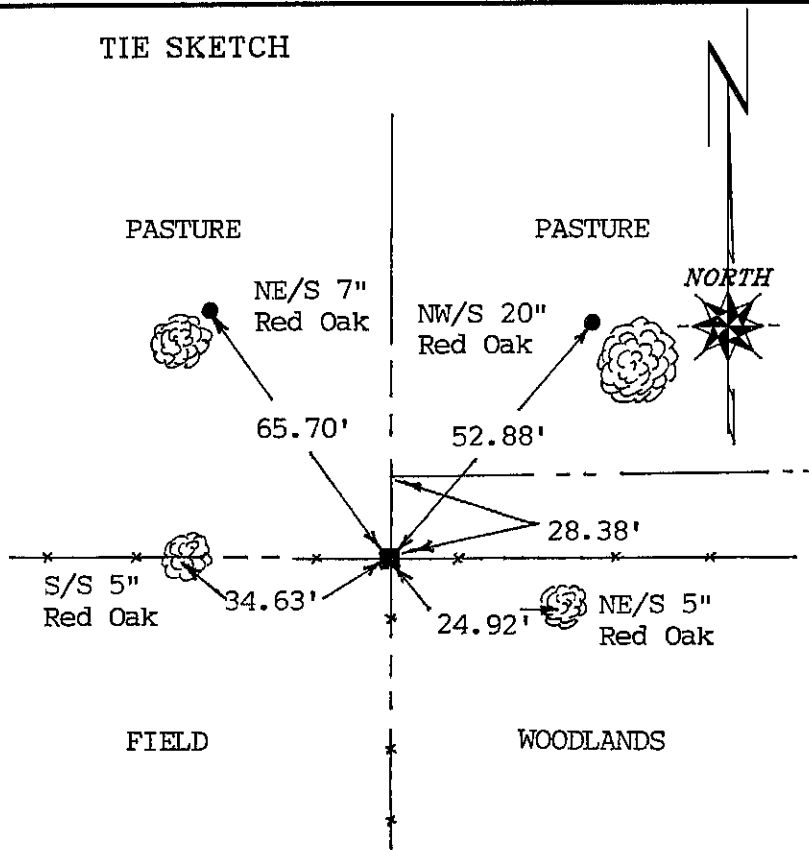 TIE SKETCH
N
PASTURE
PASTURE
NORTH
NE/S 7"
Red Oak
NW/S 20"
Red Oak
65.70'
52.88'
28.38'
S/S 5"
Red Oak
34.63'
24.92'
NE/S 5"
Red Oak
FIELD
WOODLANDS